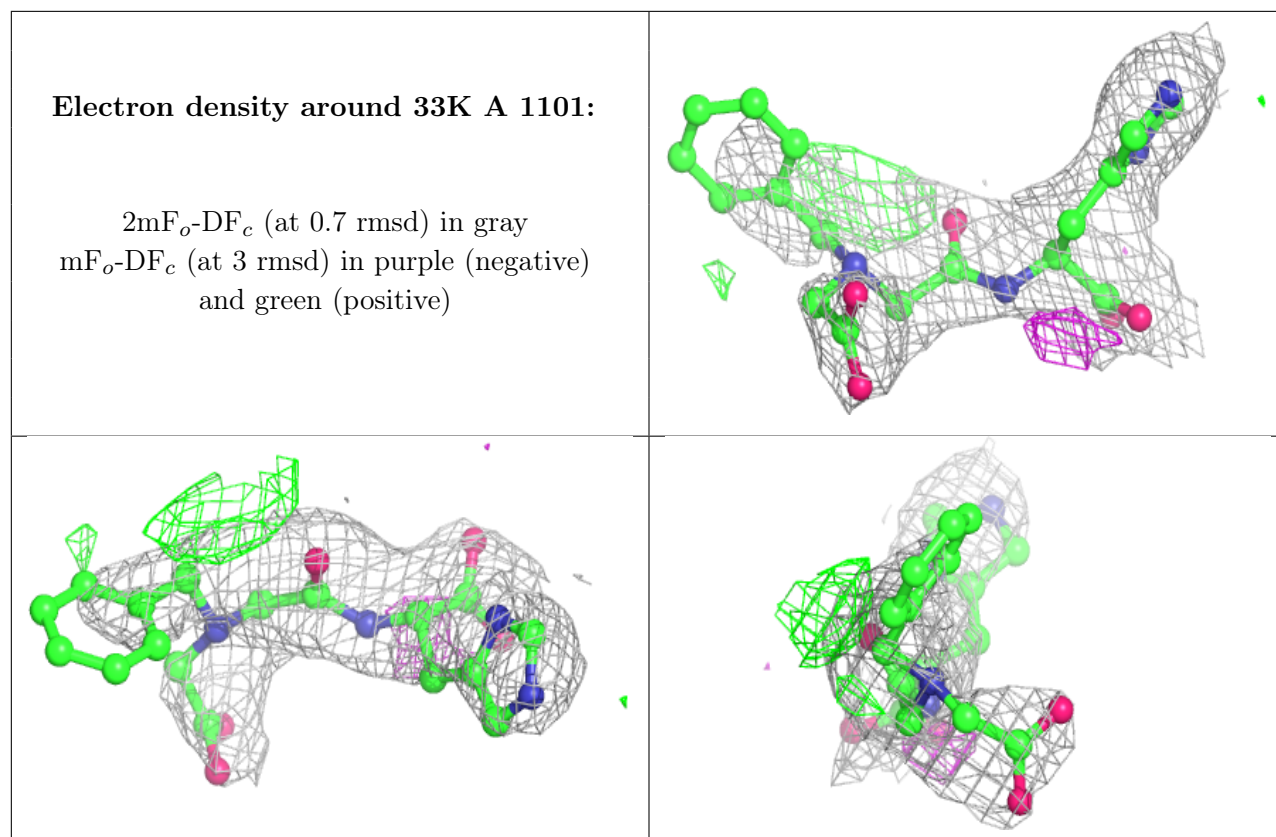 Electron density around 33K A 1101:
2mFo-DFc (at 0.7 rmsd) in gray
mFo-DFc (at 3 rmsd) in purple (negative)
and green (positive)